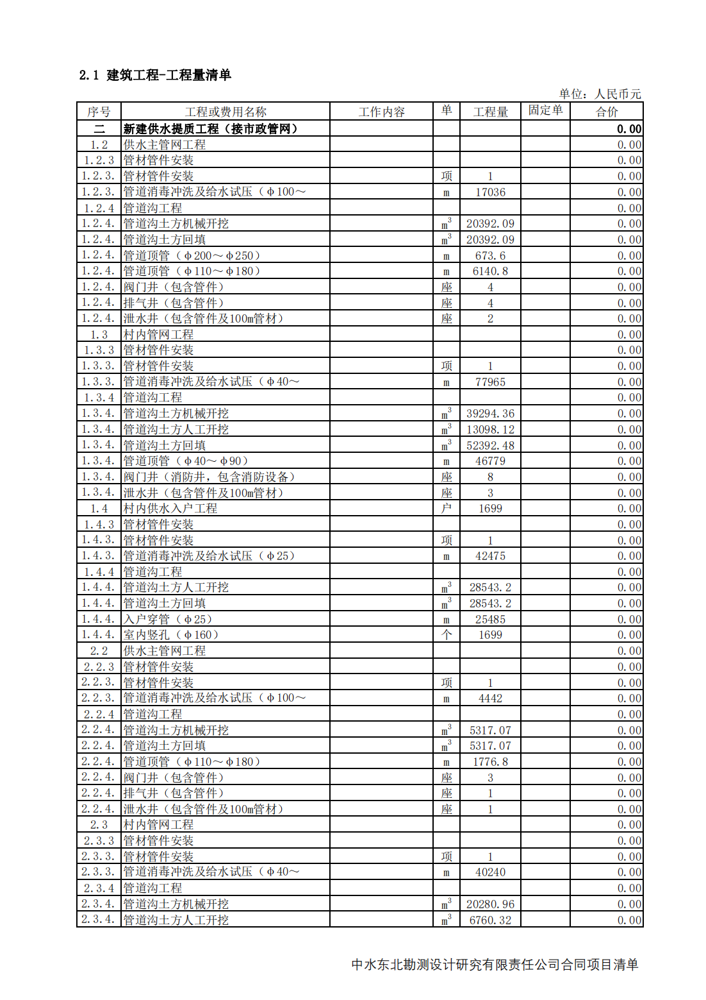 2.1 建筑工程-工程量清单
单位：人民币元
序号 工程或费用名称 工作内容 单 工程量 固定单 合价
二 新建供水提质工程（接市政管网） 0.00
1.2 供水主管网工程 0.00
1.2.3 管材管件安装 0.00
1.2.3. 管材管件安装 项 1 0.00
1.2.3. 管道消毒冲洗及给水试压（φ100～ m 17036 0.00
1.2.4 管道沟工程 0.00
1.2.4. 管道沟土方机械开挖 m³ 20392.09 0.00
1.2.4. 管道沟土方回填 m³ 20392.09 0.00
1.2.4. 管道顶管（φ200～φ250） m 673.6 0.00
1.2.4. 管道顶管（φ110～φ180） m 6140.8 0.00
1.2.4. 阀门井（包含管件） 座 4 0.00
1.2.4. 排气井（包含管件） 座 4 0.00
1.2.4. 泄水井（包含管件及100m管材） 座 2 0.00
1.3 村内管网工程 0.00
1.3.3 管材管件安装 0.00
1.3.3. 管材管件安装 项 1 0.00
1.3.3. 管道消毒冲洗及给水试压（φ40～ m 77965 0.00
1.3.4 管道沟工程 0.00
1.3.4. 管道沟土方机械开挖 m³ 39294.36 0.00
1.3.4. 管道沟土方人工开挖 m³ 13098.12 0.00
1.3.4. 管道沟土方回填 m³ 52392.48 0.00
1.3.4. 管道顶管（φ40～φ90） m 46779 0.00
1.3.4. 阀门井（消防井，包含消防设备） 座 8 0.00
1.3.4. 泄水井（包含管件及100m管材） 座 3 0.00
1.4 村内供水入户工程 户 1699 0.00
1.4.3 管材管件安装 0.00
1.4.3. 管材管件安装 项 1 0.00
1.4.3. 管道消毒冲洗及给水试压（φ25） m 42475 0.00
1.4.4 管道沟工程 0.00
1.4.4. 管道沟土方人工开挖 m³ 28543.2 0.00
1.4.4. 管道沟土方回填 m³ 28543.2 0.00
1.4.4. 入户穿管（φ25） m 25485 0.00
1.4.4. 室内竖孔（φ160） 个 1699 0.00
2.2 供水主管网工程 0.00
2.2.3 管材管件安装 0.00
2.2.3. 管材管件安装 项 1 0.00
2.2.3. 管道消毒冲洗及给水试压（φ100～ m 4442 0.00
2.2.4 管道沟工程 0.00
2.2.4. 管道沟土方机械开挖 m³ 5317.07 0.00
2.2.4. 管道沟土方回填 m³ 5317.07 0.00
2.2.4. 管道顶管（φ110～φ180） m 1776.8 0.00
2.2.4. 阀门井（包含管件） 座 3 0.00
2.2.4. 排气井（包含管件） 座 1 0.00
2.2.4. 泄水井（包含管件及100m管材） 座 1 0.00
2.3 村内管网工程 0.00
2.3.3 管材管件安装 0.00
2.3.3. 管材管件安装 项 1 0.00
2.3.3. 管道消毒冲洗及给水试压（φ40～ m 40240 0.00
2.3.4 管道沟工程 0.00
2.3.4. 管道沟土方机械开挖 m³ 20280.96 0.00
2.3.4. 管道沟土方人工开挖 m³ 6760.32 0.00
中水东北勘测设计研究有限责任公司合同项目清单